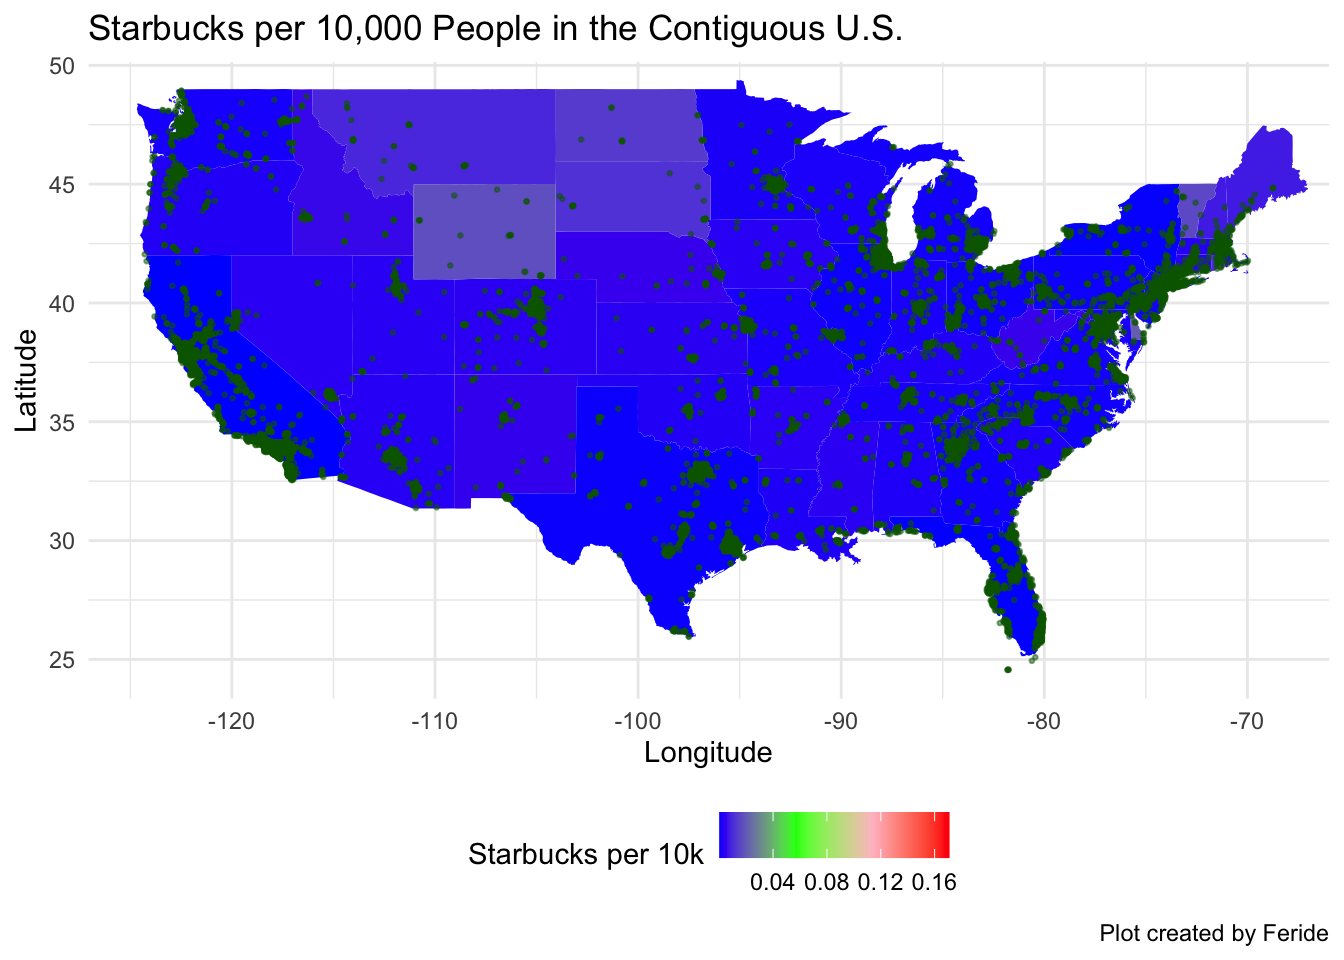 Starbucks per 10,000 People in the Contiguous U.S.
50
45
40
35
30
25
Latitude
-120 -110 -100 -90 -80 -70
Longitude
Starbucks per 10k
0.04 0.08 0.12 0.16
Plot created by Feride